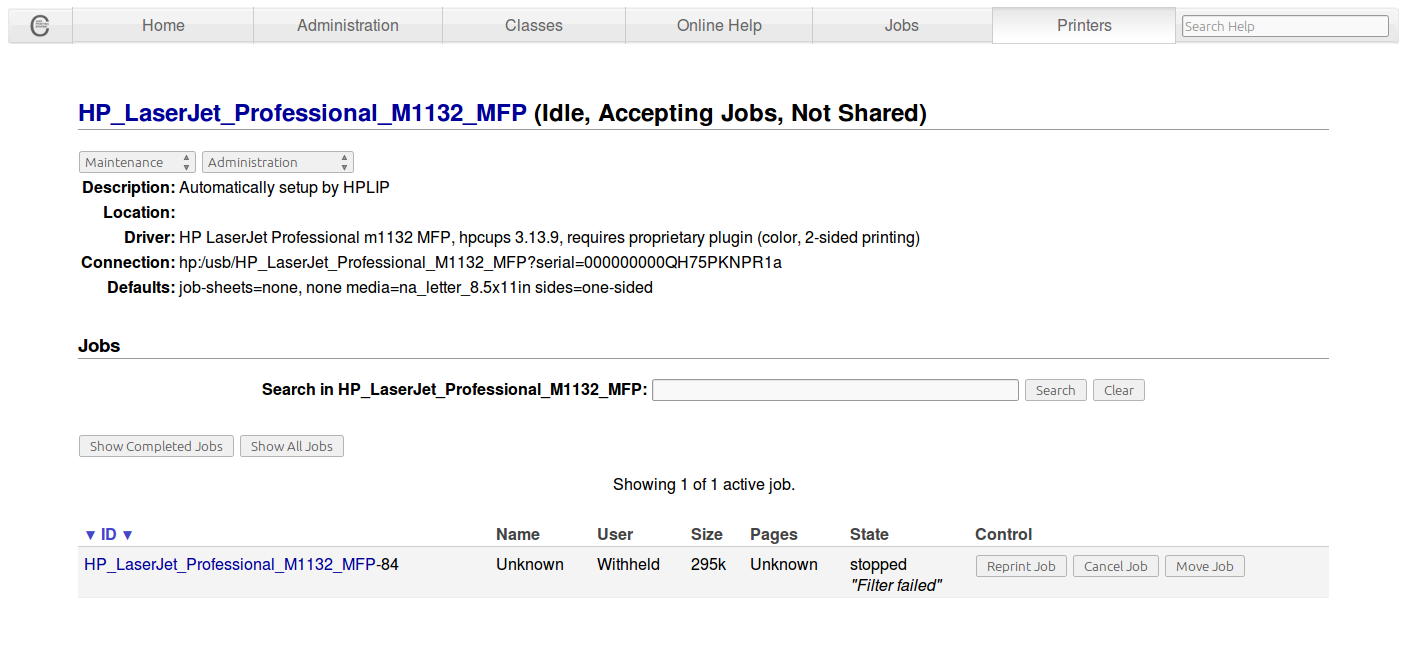 Home Administration Classes Online Help Jobs Printers Search Help
HP_LaserJet_Professional_M1132_MFP (Idle, Accepting Jobs, Not Shared)
Maintenance Administration
Description: Automatically setup by HPLIP
Location:
Driver: HP LaserJet Professional m1132 MFP, hpcups 3.13.9, requires proprietary plugin (color, 2-sided printing)
Connection: hp:/usb/HP_LaserJet_Professional_M1132_MFP?serial=000000000QH75PKNPR1a
Defaults: job-sheets=none, none media=na_letter_8.5x11in sides=one-sided
Jobs
Search in HP_LaserJet_Professional_M1132_MFP: Search Clear
Show Completed Jobs Show All Jobs
Showing 1 of 1 active job.
▼ ID ▼ Name User Size Pages State Control
HP_LaserJet_Professional_M1132_MFP-84 Unknown Withheld 295k Unknown stopped Reprint Job Cancel Job Move Job
"Filter failed"